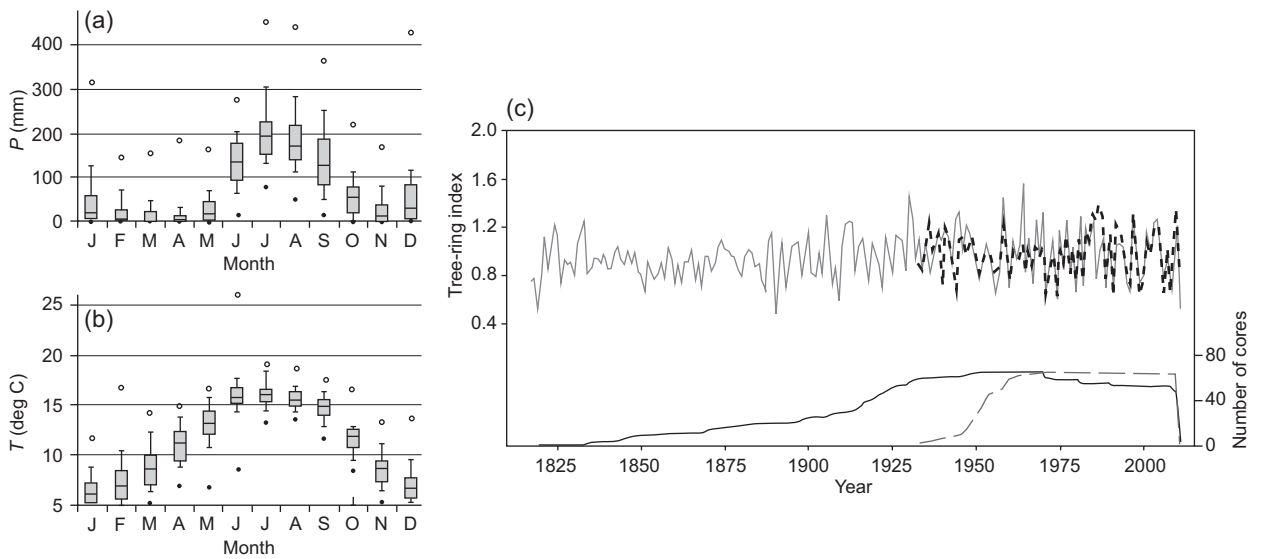 (a)
400
300
200
100
0
P (mm)
J F M A M J J A S O N D
Month
(b)
25
20
15
10
5
T (deg C)
J F M A M J J A S O N D
Month
(c)
2.0
1.6
1.2
0.8
0.4
Tree-ring index
80
40
0
Number of cores
1825 1850 1875 1900 1925 1950 1975 2000
Year